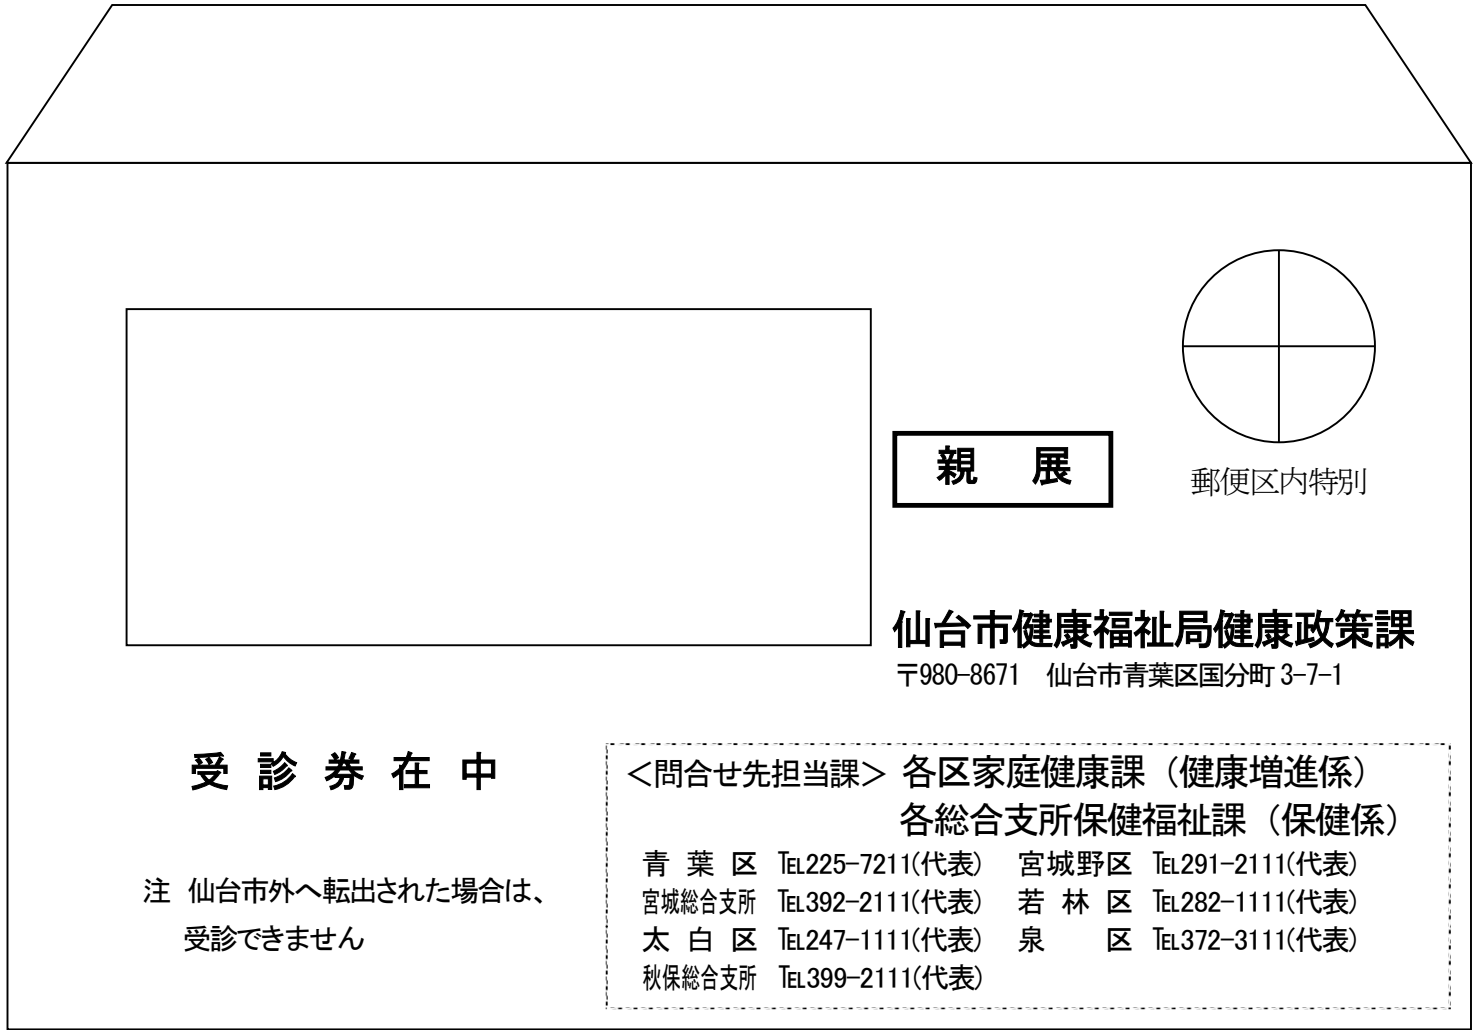 親　展
郵便区内特別
仙台市健康福祉局健康政策課
〒980-8671　仙台市青葉区国分町 3-7-1
受 診 券 在 中
注 仙台市外へ転出された場合は、
受診できません
＜問合せ先担当課＞ 各区家庭健康課（健康増進係）
各総合支所保健福祉課（保健係）
青 葉 区 ℡225-7211(代表) 宮城野区 ℡291-2111(代表)
宮城総合支所 ℡392-2111(代表) 若 林 区 ℡282-1111(代表)
太 白 区 ℡247-1111(代表) 泉　　区 ℡372-3111(代表)
秋保総合支所 ℡399-2111(代表)